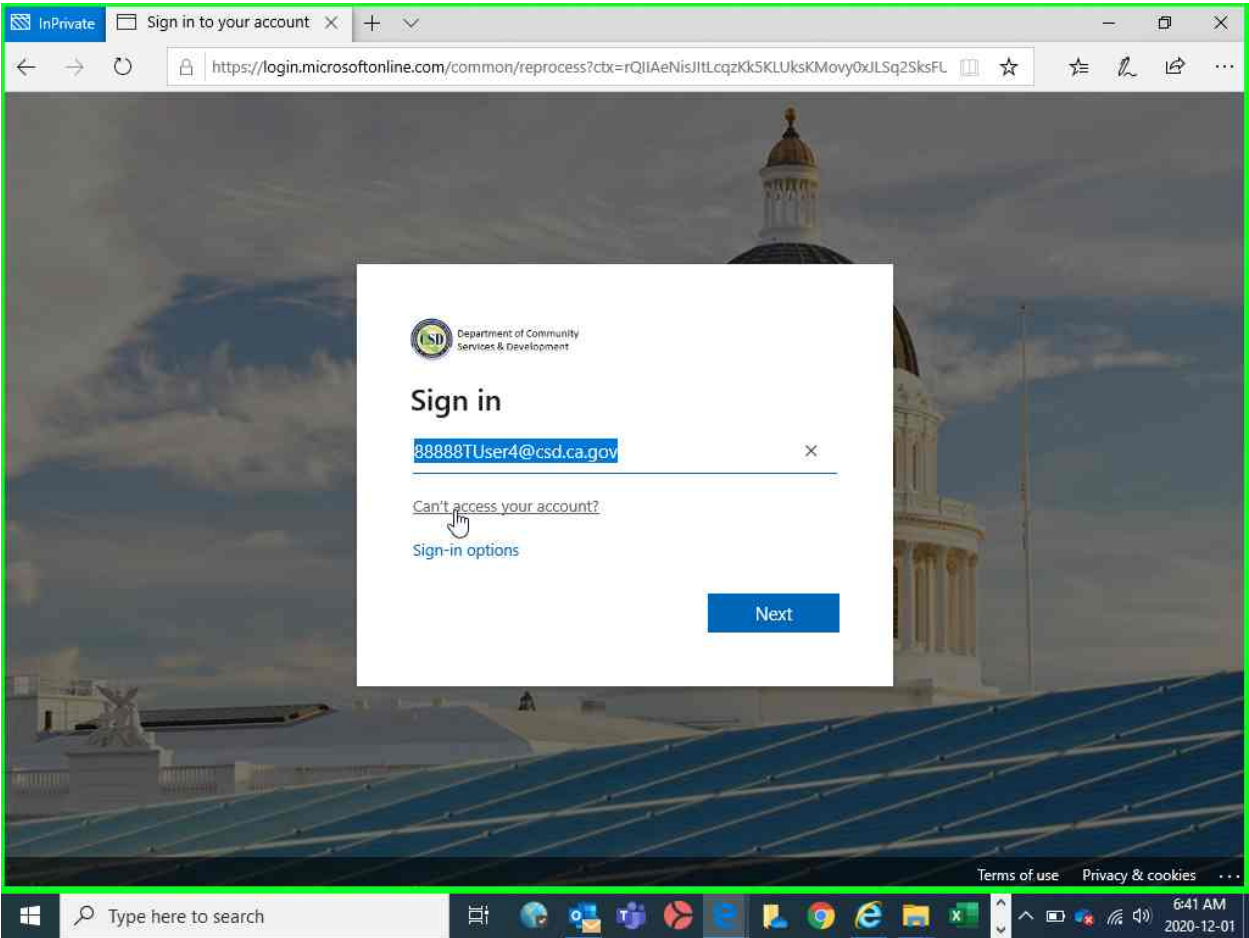 InPrivate
Sign in to your account
https://login.microsoftonline.com/common/reprocess?ctx=rQIIAeNisJItLcqzKk5KLUksKMovy0xJLSq2SksFL
CSD
Department of Community
Services & Development
Sign in
88888TUser4@csd.ca.gov
Can't access your account?
Sign-in options
Next
Terms of use Privacy & cookies ...
Type here to search
6:41 AM
2020-12-01